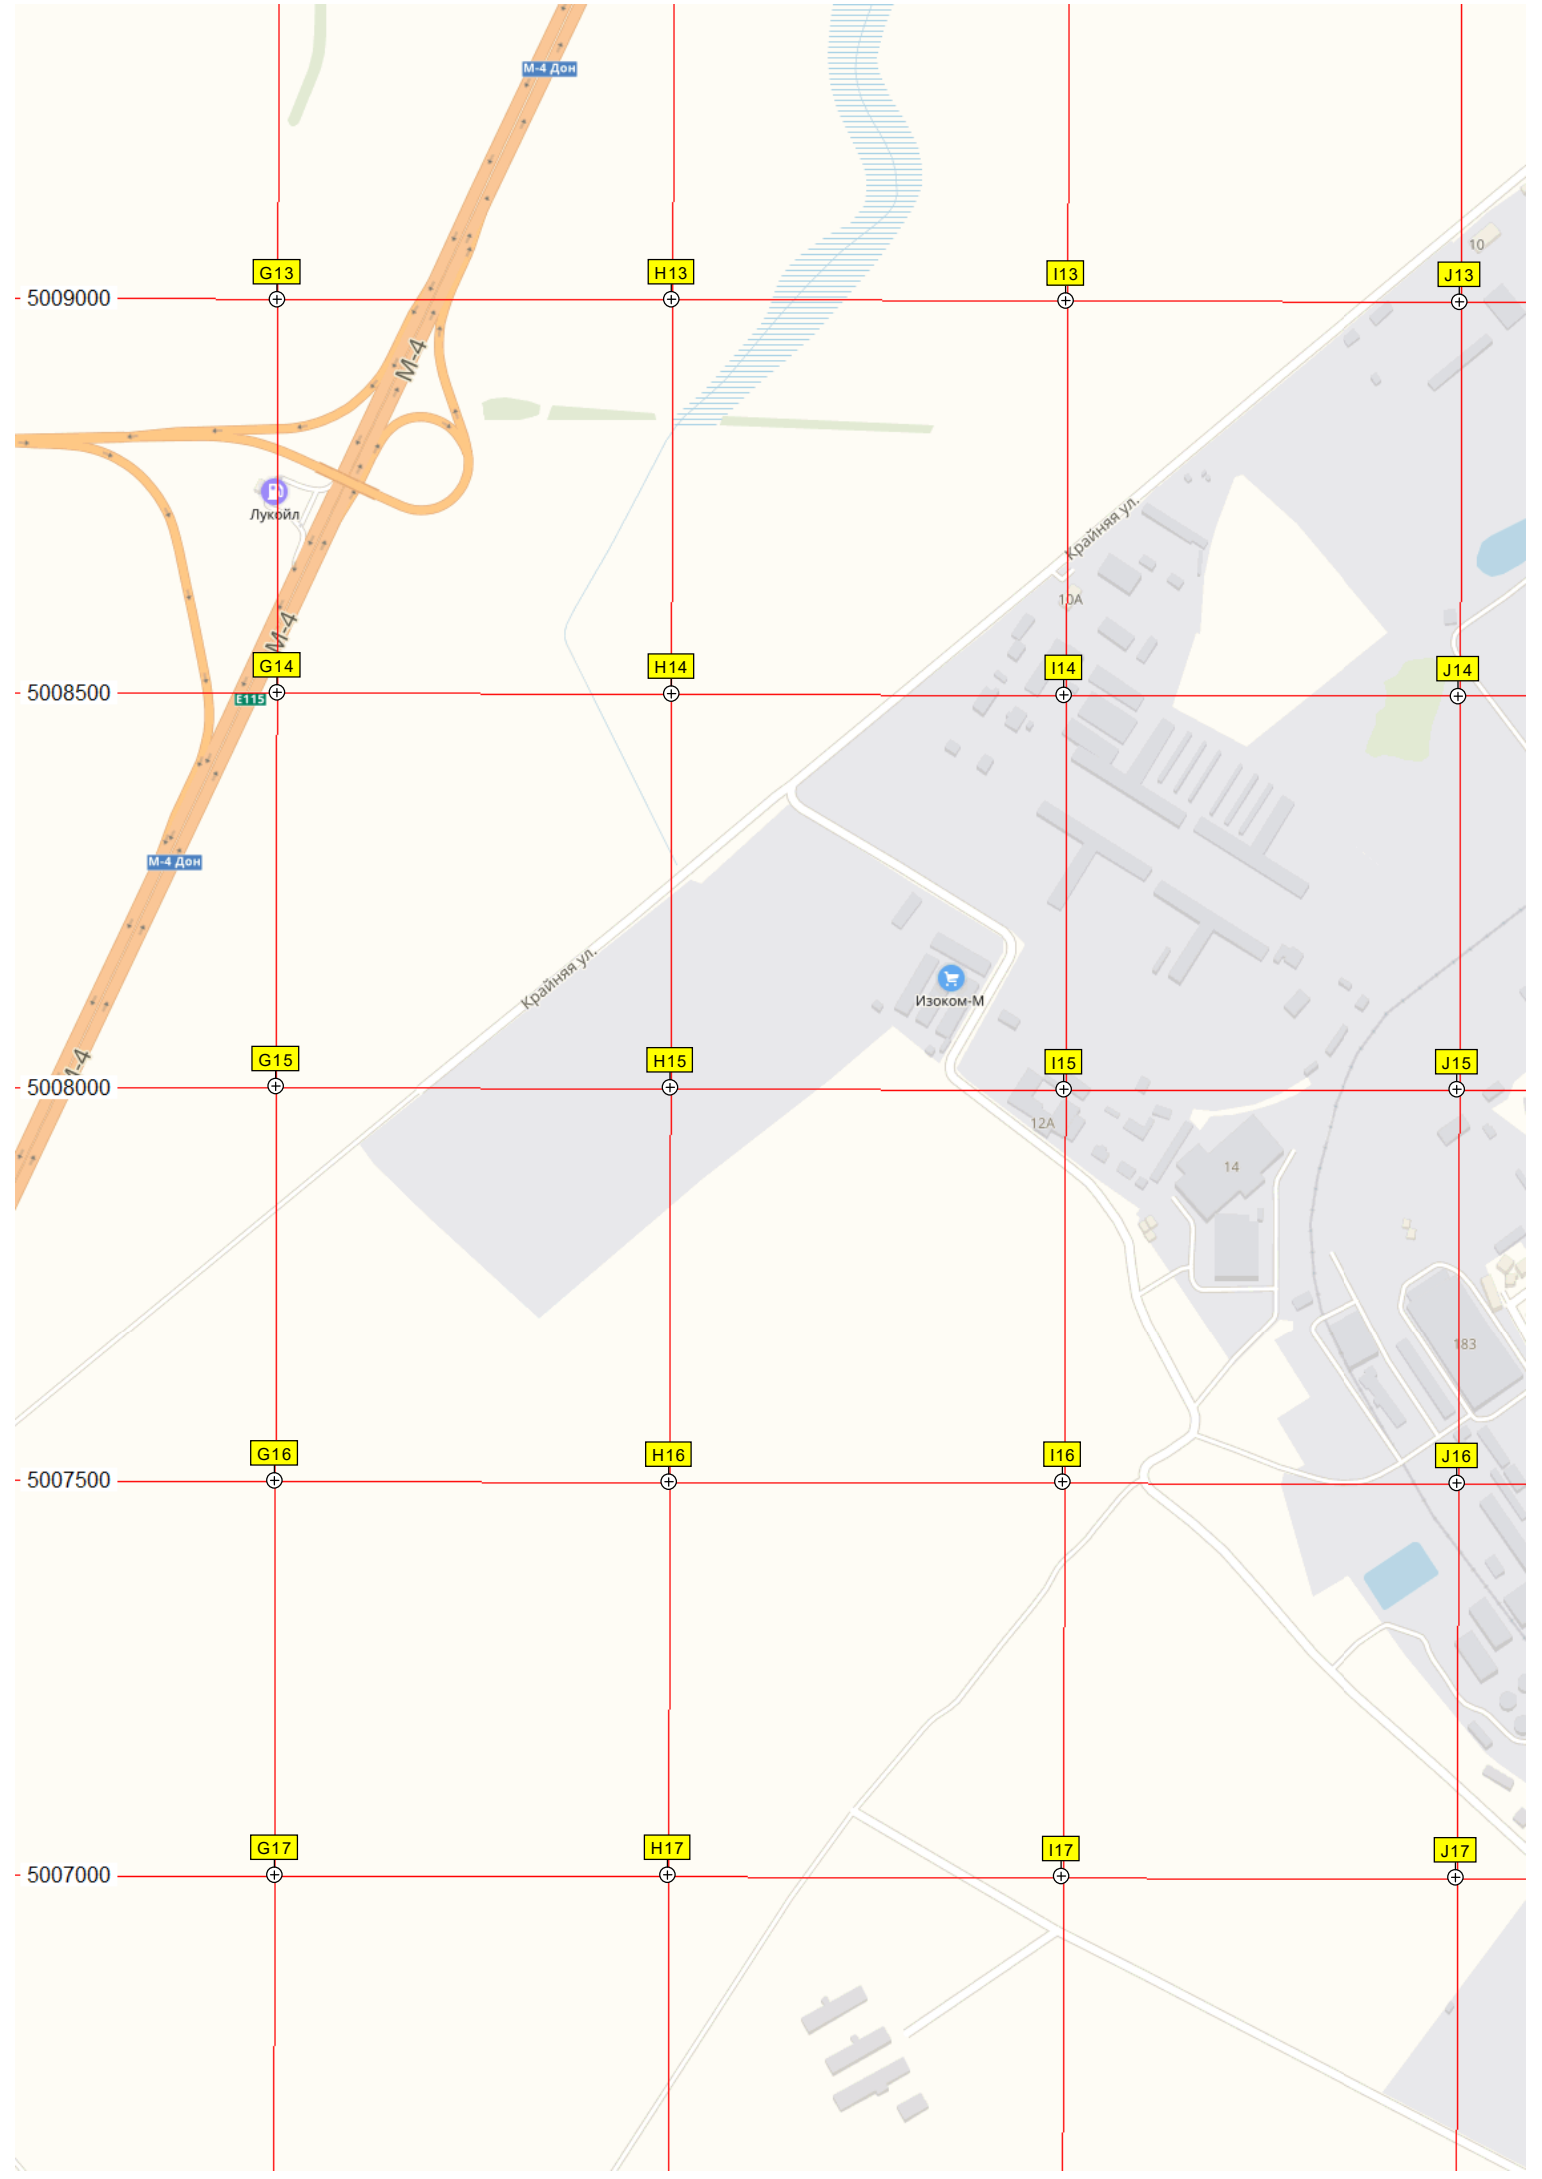 М-4 Дон
10
G13
H13
I13
J13
5009000
М-4
Крайняя ул.
Лукойл
10А
М-4
G14
H14
I14
J14
5008500
E115
М-4 Дон
Крайняя ул.
Изоком-М
М-4
G15
H15
I15
J15
5008000
12А
14
183
G16
H16
I16
J16
5007500
G17
H17
I17
J17
5007000